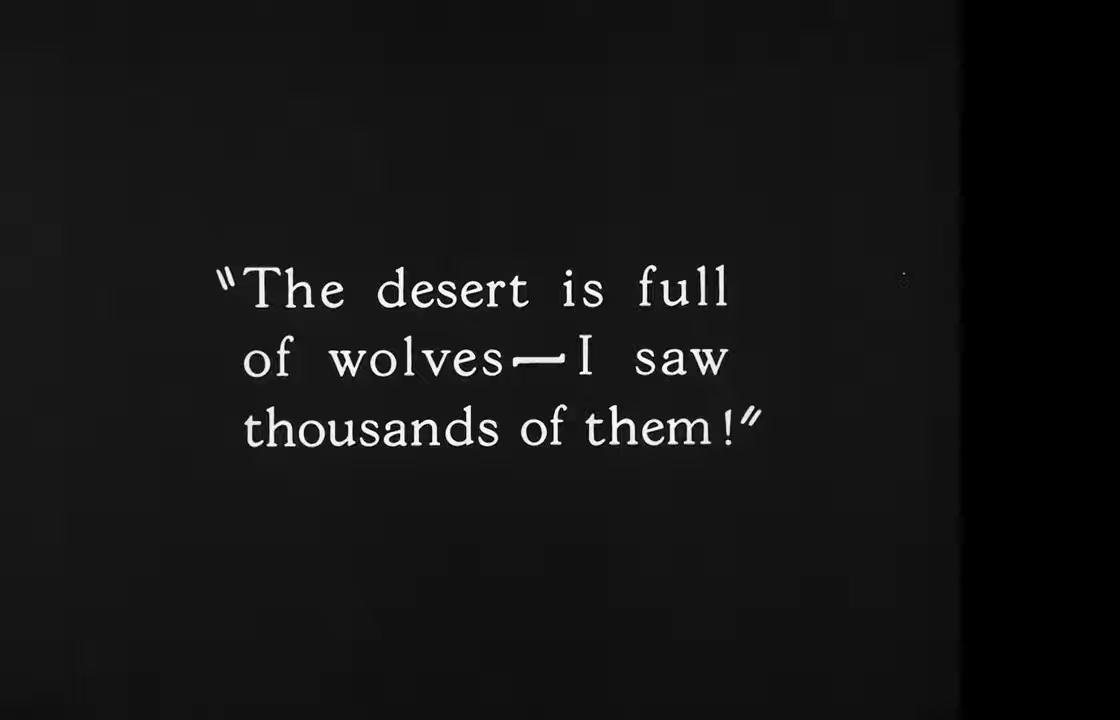 "The desert is full
of wolves—I saw
thousands of them!"